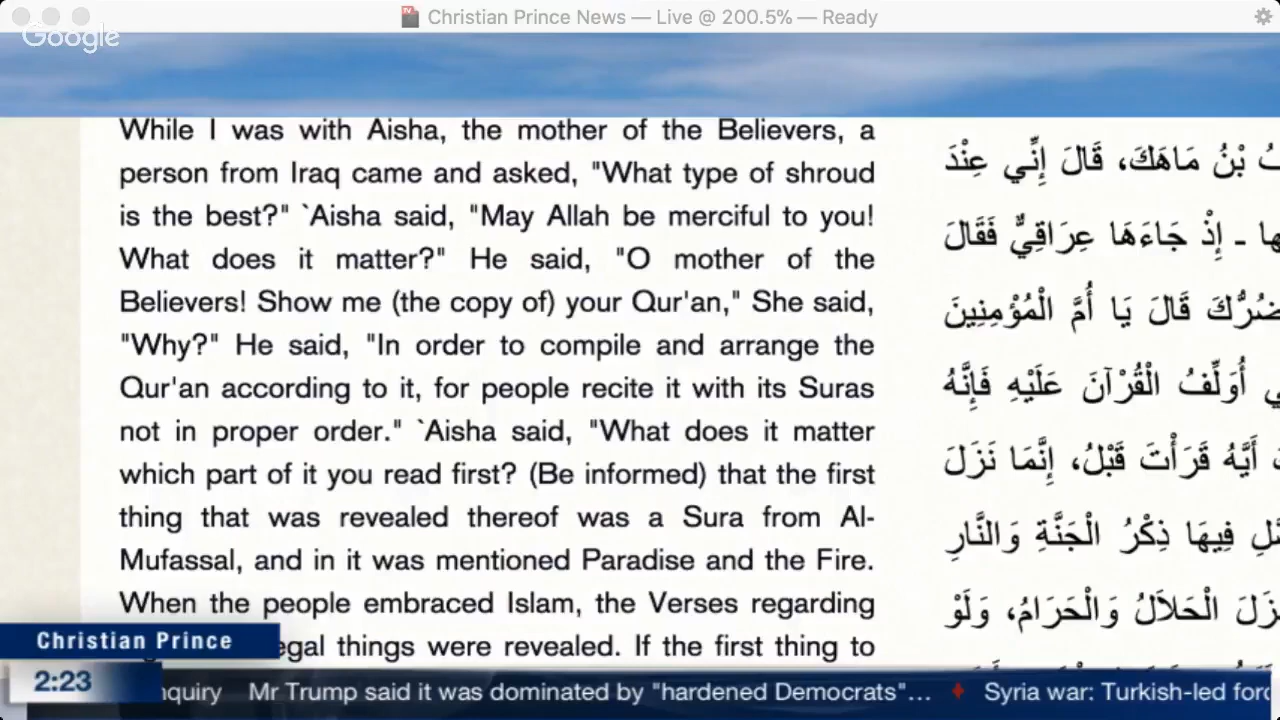 Christian Prince News — Live @ 200.5% — Ready
Google
While I was with Aisha, the mother of the Believers, a
person from Iraq came and asked, "What type of shroud
is the best?" `Aisha said, "May Allah be merciful to you!
What does it matter?" He said, "O mother of the
Believers! Show me (the copy of) your Qur'an," She said,
"Why?" He said, "In order to compile and arrange the
Qur'an according to it, for people recite it with its Suras
not in proper order." `Aisha said, "What does it matter
which part of it you read first? (Be informed) that the first
thing that was revealed thereof was a Sura from Al-
Mufassal, and in it was mentioned Paradise and the Fire.
When the people embraced Islam, the Verses regarding
egal things were revealed. If the first thing to
بْنُ مَاهَكَ، قَالَ إِنِّي عِنْدَ
ـ إِذْ جَاءَهَا عِرَاقِيٌّ فَقَالَ
قَالَ يَا أُمَّ الْمُؤْمِنِينَ
أُوَلِّفُ الْقُرْآنَ عَلَيْهِ فَإِنَّهُ
أَيَّهُ قَرَأْتَ قَبْلُ، إِنَّمَا نَزَلَ
فِيهَا ذِكْرُ الْجَنَّةِ وَالنَّارِ
الْحَلاَلُ وَالْحَرَامُ، وَلَوْ
Christian Prince
2:23
nquiry Mr Trump said it was dominated by "hardened Democrats"... Syria war: Turkish-led forc